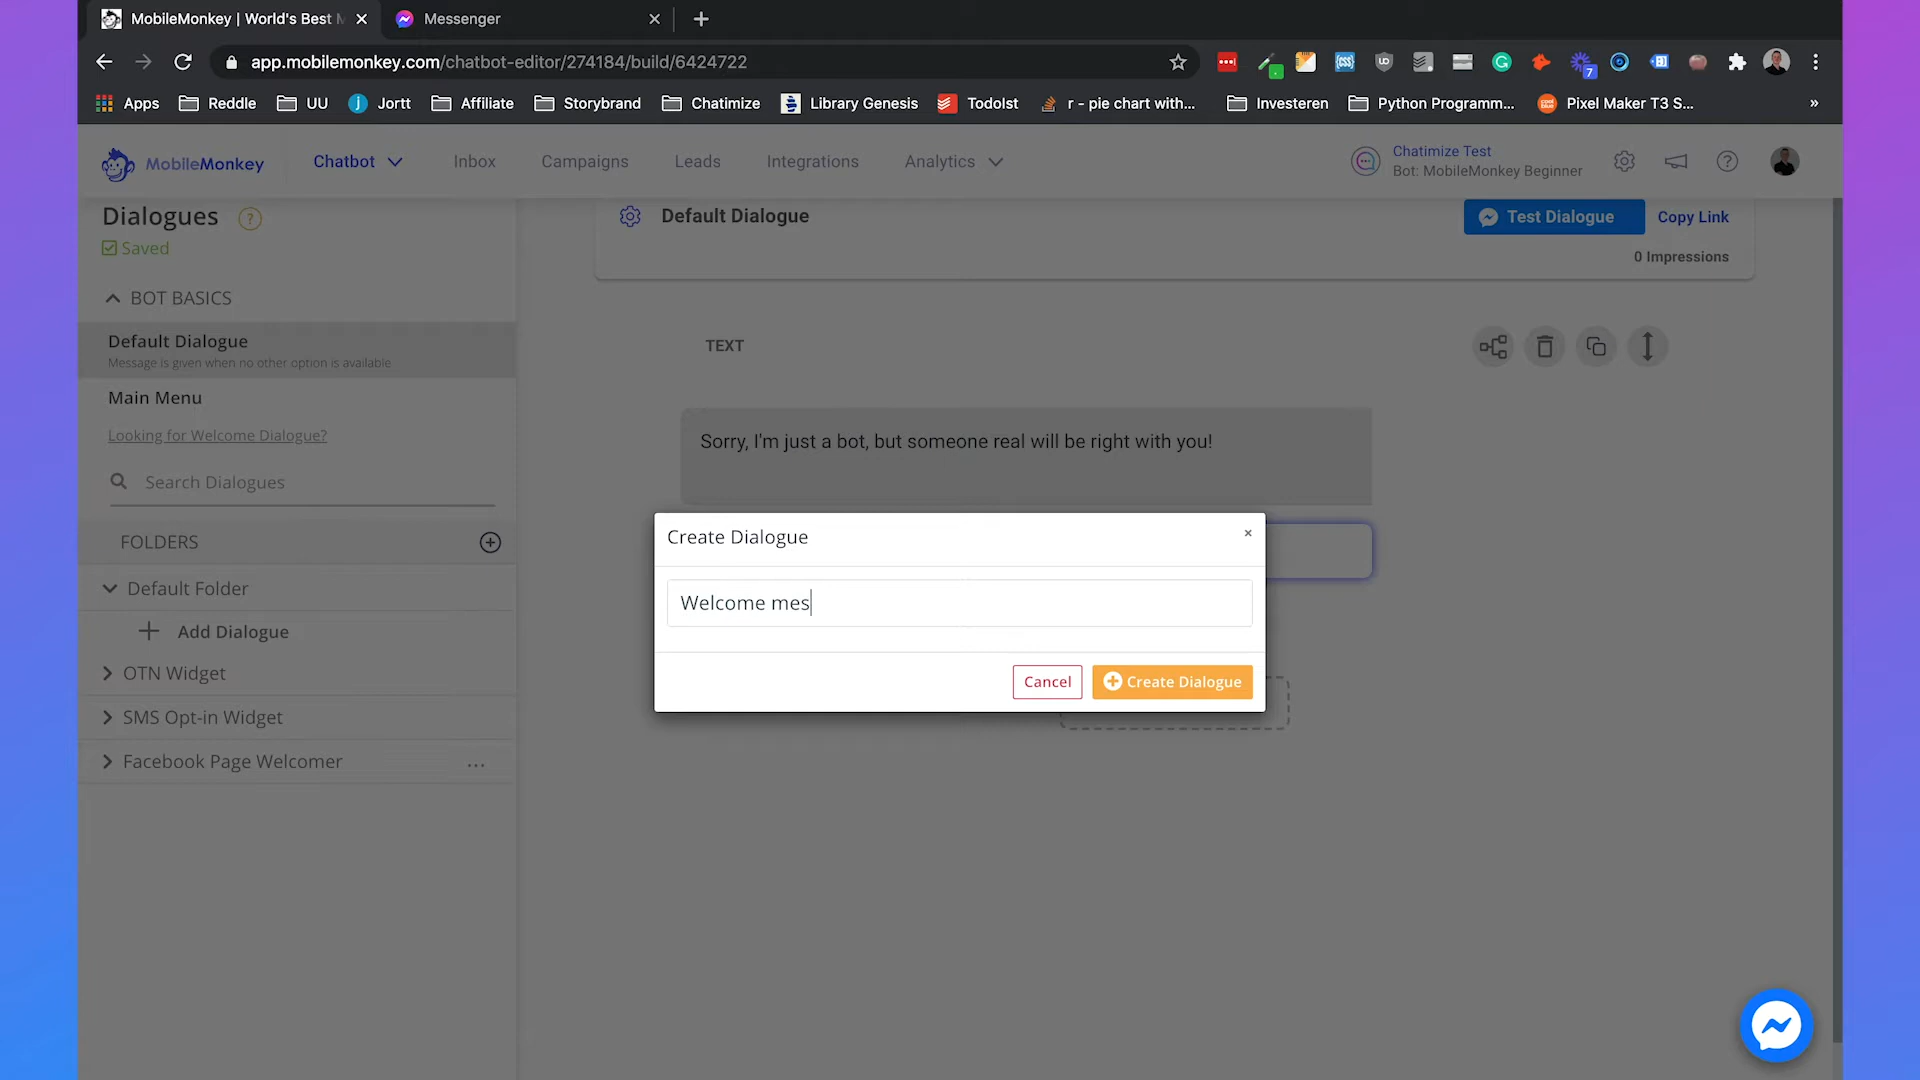 MobileMonkey | World's Best M
Messenger
app.mobilemonkey.com/chatbot-editor/274184/build/6424722
7
Apps
Reddle
UU
Jortt
Affiliate
Storybrand
Chatimize
Library Genesis
TodoIst
r - pie chart with...
Investeren
Python Programm...
Pixel Maker T3 S...
»
MobileMonkey
Chatbot
Inbox
Campaigns
Leads
Integrations
Analytics
Chatimize Test
Bot: MobileMonkey Beginner
Dialogues
Saved
BOT BASICS
Default Dialogue
Message is given when no other option is available
Main Menu
Looking for Welcome Dialogue?
Search Dialogues
FOLDERS
Default Folder
Add Dialogue
OTN Widget
SMS Opt-in Widget
Facebook Page Welcomer
...
Default Dialogue
Test Dialogue
Copy Link
0 Impressions
TEXT
Sorry, I'm just a bot, but someone real will be right with you!
Create Dialogue
Welcome mes
Cancel
Create Dialogue